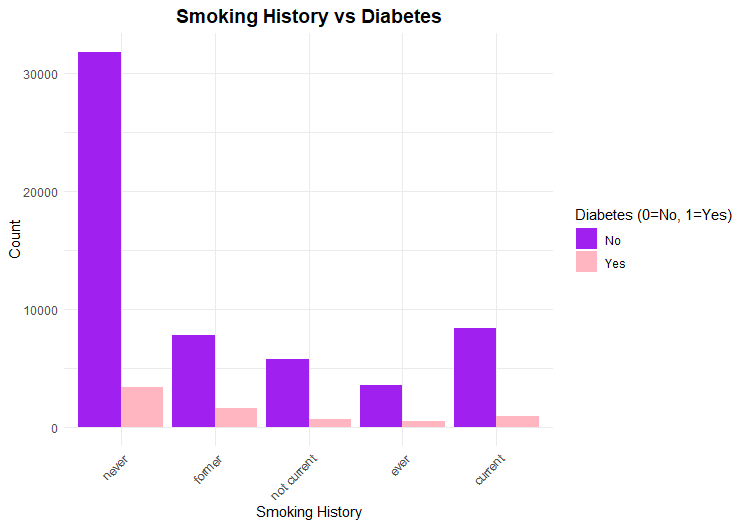 Smoking History vs Diabetes
Count
30000
20000
10000
0
never
former
not current
ever
current
Smoking History
Diabetes (0=No, 1=Yes)
No
Yes